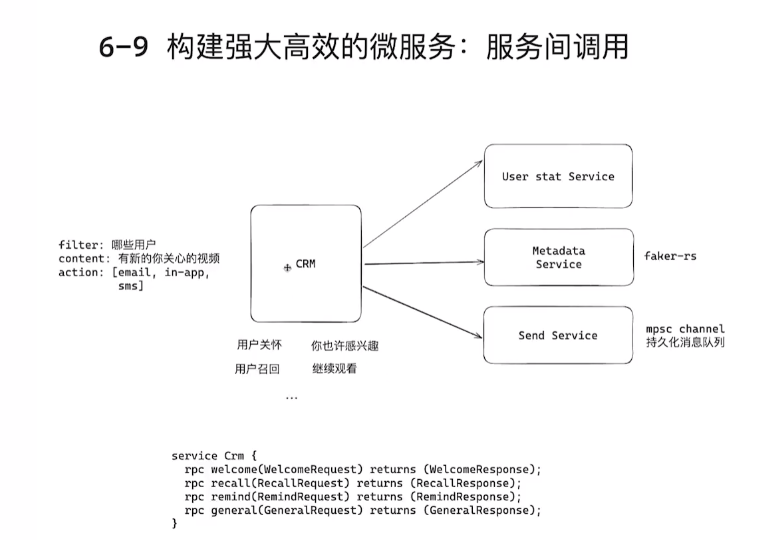 6-9 构建强大高效的微服务：服务间调用
User stat Service
filter: 哪些用户
content: 有新的你关心的视频
action: [email, in-app,
sms]
CRM
Metadata
Service
faker-rs
Send Service
mpsc channel
持久化消息队列
用户关怀 你也许感兴趣
用户召回 继续观看
...
service Crm {
rpc welcome(WelcomeRequest) returns (WelcomeResponse);
rpc recall(RecallRequest) returns (RecallResponse);
rpc remind(RemindRequest) returns (RemindResponse);
rpc general(GeneralRequest) returns (GeneralResponse);
}